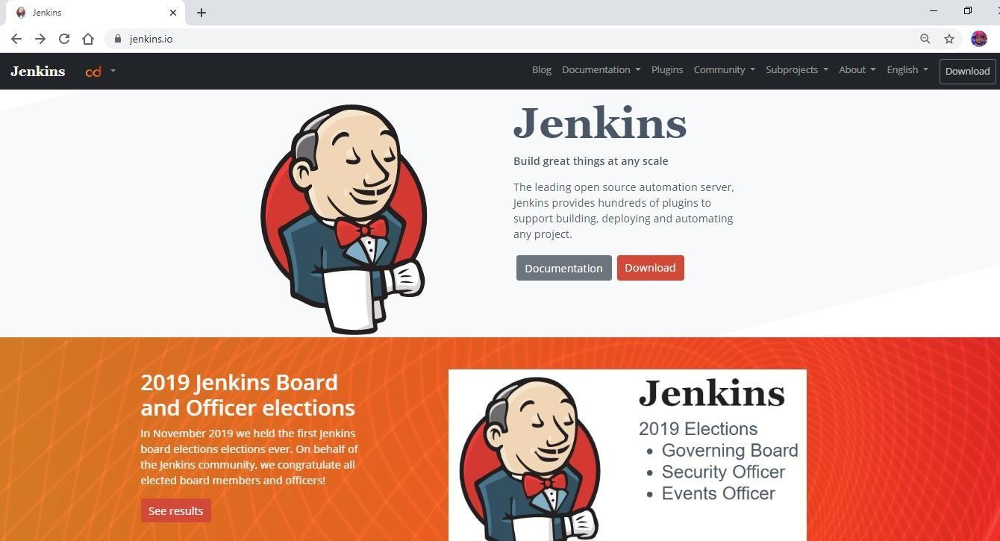 Jenkins
jenkins.io
Jenkins cd Blog Documentation Plugins Community Subprojects About English Download
Jenkins
Build great things at any scale
The leading open source automation server,
Jenkins provides hundreds of plugins to
support building, deploying and automating
any project.
Documentation Download
2019 Jenkins Board
and Officer elections
In November 2019 we held the first Jenkins
board elections elections ever. On behalf of
the Jenkins community, we congratulate all
elected board members and officers!
See results
Jenkins
2019 Elections
• Governing Board
• Security Officer
• Events Officer